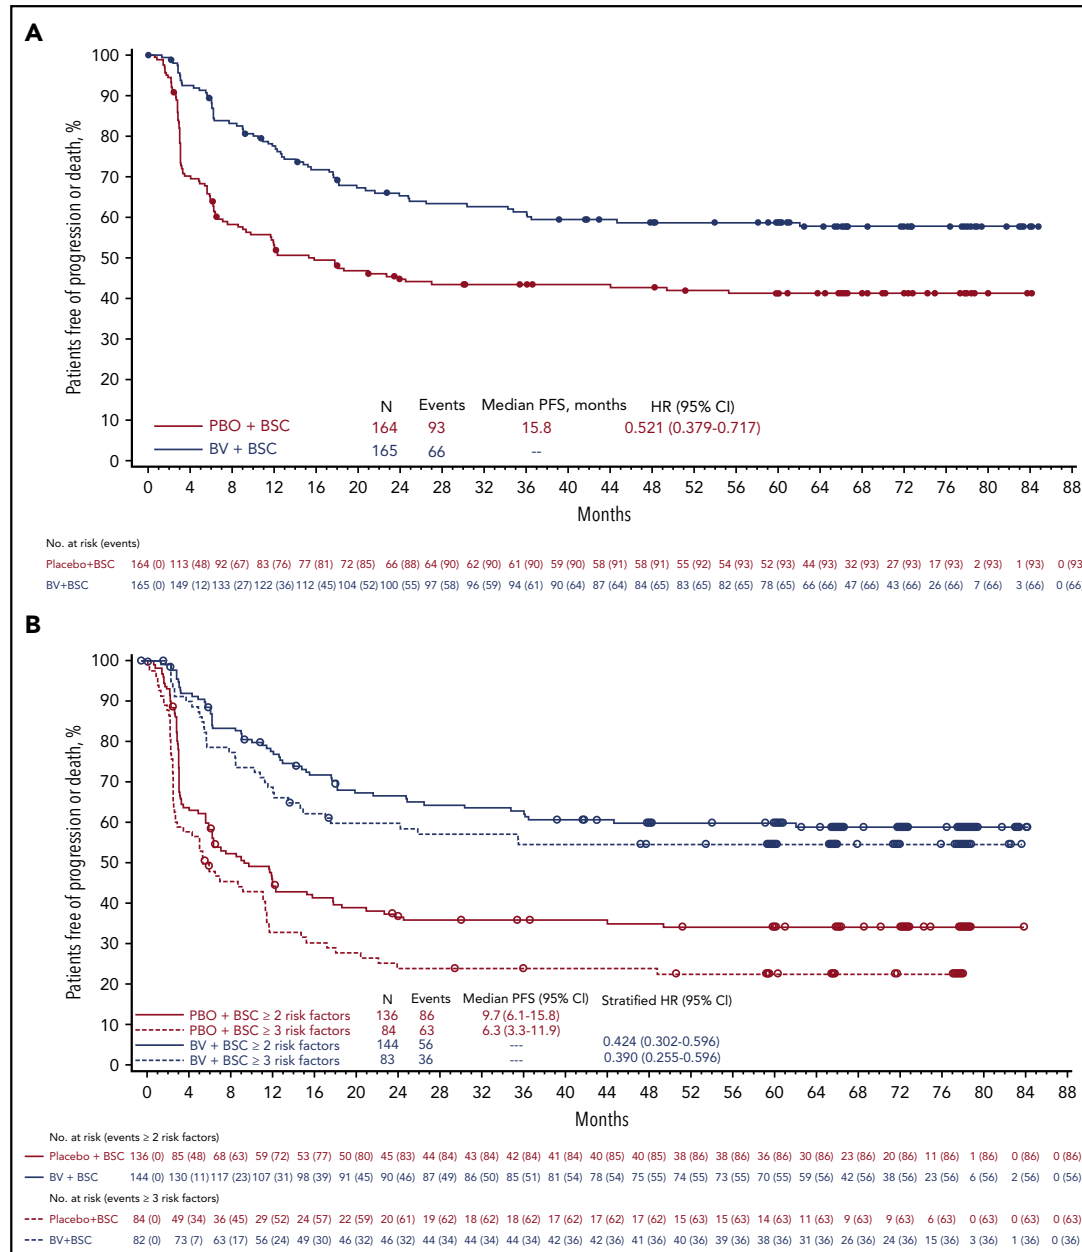 A
Patients free of progression or death, %
100
90
80
70
60
50
40
30
20
10
0
N Events Median PFS, months HR (95% CI)
PBO + BSC 164 93 15.8 0.521 (0.379-0.717)
BV + BSC 165 66 --
0 4 8 12 16 20 24 28 32 36 40 44 48 52 56 60 64 68 72 76 80 84 88
Months
No. at risk (events)
Placebo+BSC 164 (0) 113 (48) 92 (67) 83 (76) 77 (81) 72 (85) 66 (88) 64 (90) 62 (90) 61 (90) 59 (90) 58 (91) 58 (91) 55 (92) 54 (93) 52 (93) 44 (93) 32 (93) 27 (93) 17 (93) 2 (93) 1 (93) 0 (93
BV+BSC 165 (0) 149 (12) 133 (27) 122 (36) 112 (45) 104 (52) 100 (55) 97 (58) 96 (59) 94 (61) 90 (64) 87 (64) 84 (65) 83 (65) 82 (65) 78 (65) 66 (66) 47 (66) 43 (66) 26 (66) 7 (66) 3 (66) 0 (66)
B
Patients free of progression or death, %
100
90
80
70
60
50
40
30
20
10
0
N Events Median PFS (95% CI) Stratified HR (95% CI)
PBO + BSC ≥ 2 risk factors 136 86 9.7 (6.1-15.8)
PBO + BSC ≥ 3 risk factors 84 63 6.3 (3.3-11.9)
BV + BSC ≥ 2 risk factors 144 56 --- 0.424 (0.302-0.596)
BV + BSC ≥ 3 risk factors 83 36 --- 0.390 (0.255-0.596)
0 4 8 12 16 20 24 28 32 36 40 44 48 52 56 60 64 68 72 76 80 84 88
Months
No. at risk (events ≥ 2 risk factors)
Placebo + BSC 136 (0) 85 (48) 68 (63) 59 (72) 53 (77) 50 (80) 45 (83) 44 (84) 43 (84) 42 (84) 41 (84) 40 (85) 40 (85) 38 (86) 38 (86) 36 (86) 30 (86) 23 (86) 20 (86) 11 (86) 1 (86) 0 (86) 0 (86)
BV + BSC 144 (0) 130 (11) 117 (23) 107 (31) 98 (39) 91 (45) 90 (46) 87 (49) 86 (50) 85 (51) 81 (54) 78 (54) 75 (55) 74 (55) 73 (55) 70 (55) 59 (56) 42 (56) 38 (56) 23 (56) 6 (56) 2 (56) 0 (56)
No. at risk (events ≥ 3 risk factors)
Placebo+BSC 84 (0) 49 (34) 36 (45) 29 (52) 24 (57) 22 (59) 20 (61) 19 (62) 18 (62) 18 (62) 17 (62) 17 (62) 17 (62) 15 (63) 15 (63) 14 (63) 11 (63) 9 (63) 9 (63) 6 (63) 0 (63) 0 (63) 0 (63)
BV+BSC 82 (0) 73 (7) 63 (17) 56 (24) 49 (30) 46 (32) 46 (32) 44 (34) 44 (34) 44 (34) 42 (36) 42 (36) 41 (36) 40 (36) 39 (36) 38 (36) 31 (36) 26 (36) 24 (36) 15 (36) 3 (36) 1 (36) 0 (36)